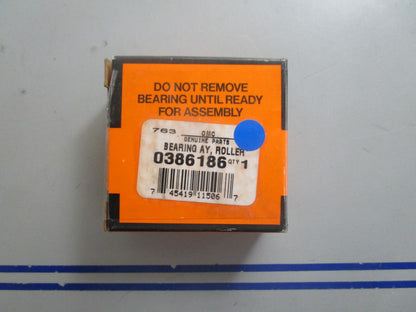 DO NOT REMOVE
BEARING UNTIL READY
FOR ASSEMBLY
763 OMC
GENUINE PARTS
BEARING AY, ROLLER
0386186 QTY 1
7 45419 11506 7